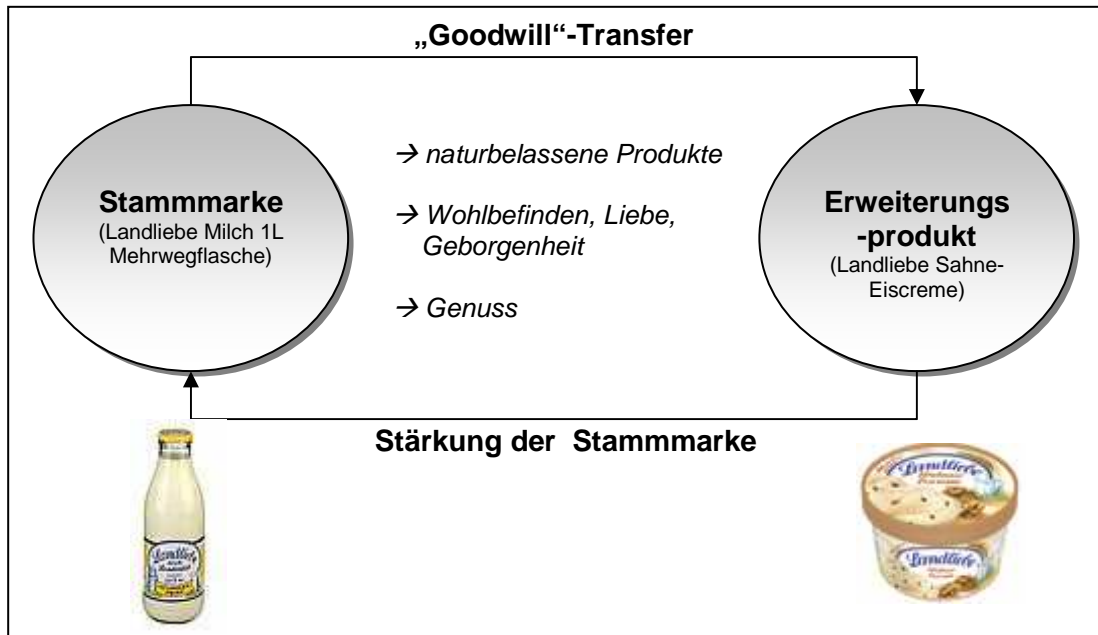 „Goodwill“-Transfer
→ naturbelassene Produkte
Stammmarke
(Landliebe Milch 1L
Mehrwegflasche)
→ Wohlbefinden, Liebe,
Geborgenheit
→ Genuss
Erweiterungs
-produkt
(Landliebe Sahne-
Eiscreme)
Stärkung der Stammmarke
Landliebe
Landliebe
Landliebe